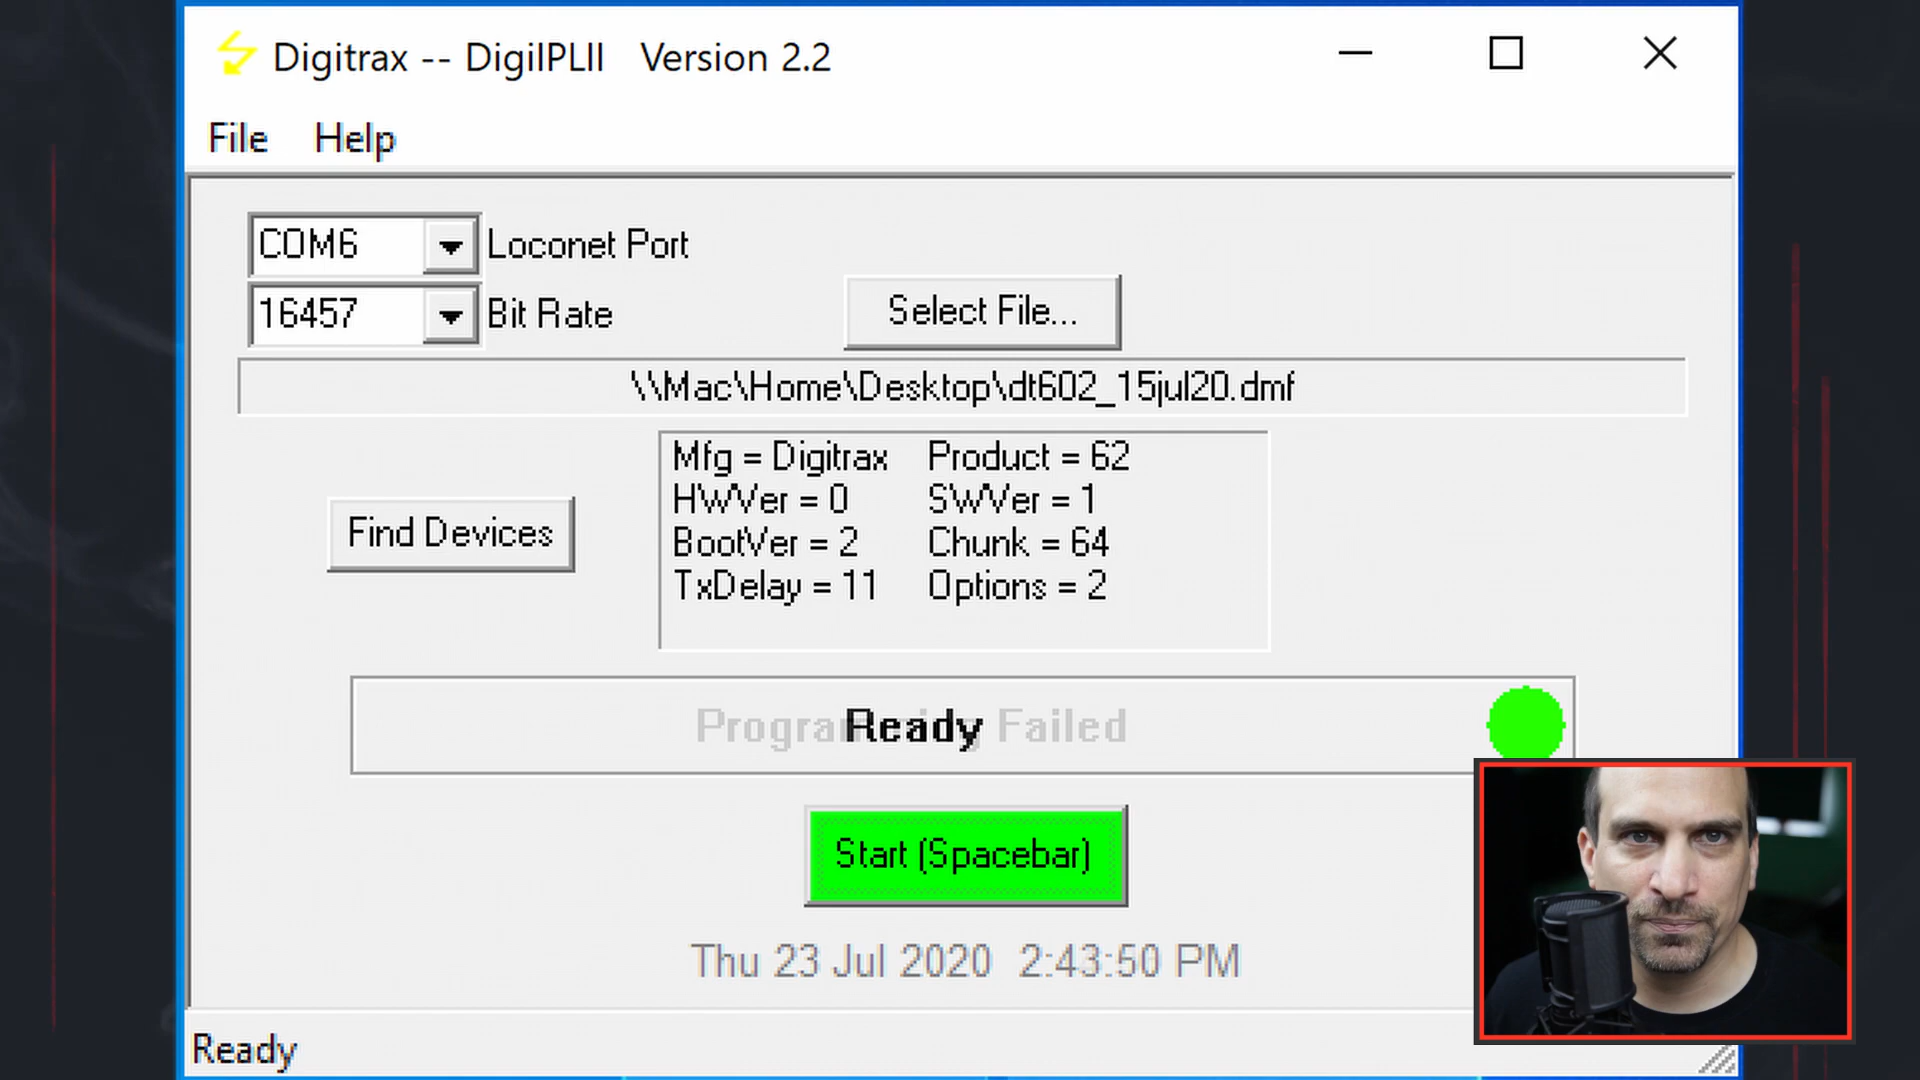 Digitrax -- DigiIPLII Version 2.2
File Help
COM6 Loconet Port
16457 Bit Rate
Select File...
\\Mac\Home\Desktop\dt602_15jul20.dmf
Mfg = Digitrax Product = 62
HWVer = 0 SWVer = 1
BootVer = 2 Chunk = 64
TxDelay = 11 Options = 2
Find Devices
Ready
Failed
Start (Spacebar)
Thu 23 Jul 2020 2:43:50 PM
Ready